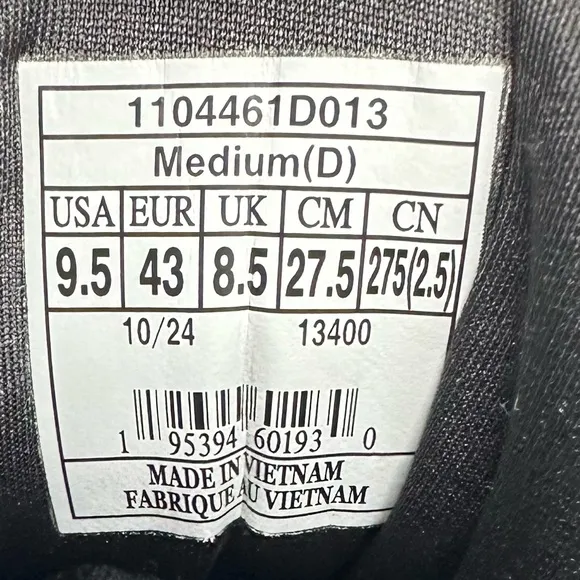 1104461D013
Medium(D)
USA EUR UK CM CN
9.5 43 8.5 27.5 275(2.5)
10/24 13400
1 95394 60193 0
MADE IN VIETNAM
FABRIQUE AU VIETNAM